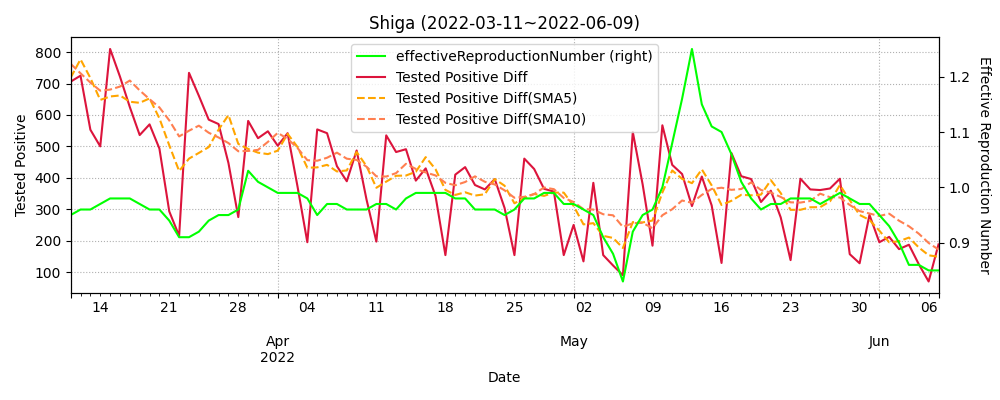 Shiga (2022-03-11~2022-06-09)
effectiveReproductionNumber (right)
Tested Positive Diff
Tested Positive Diff(SMA5)
Tested Positive Diff(SMA10)
Tested Positive
800
700
600
500
400
300
200
100
1.2
1.1
1.0
0.9
Effective Reproduction Number
14 21 28 04 11 18 25 02 09 16 23 30 06
Apr May Jun
2022
Date